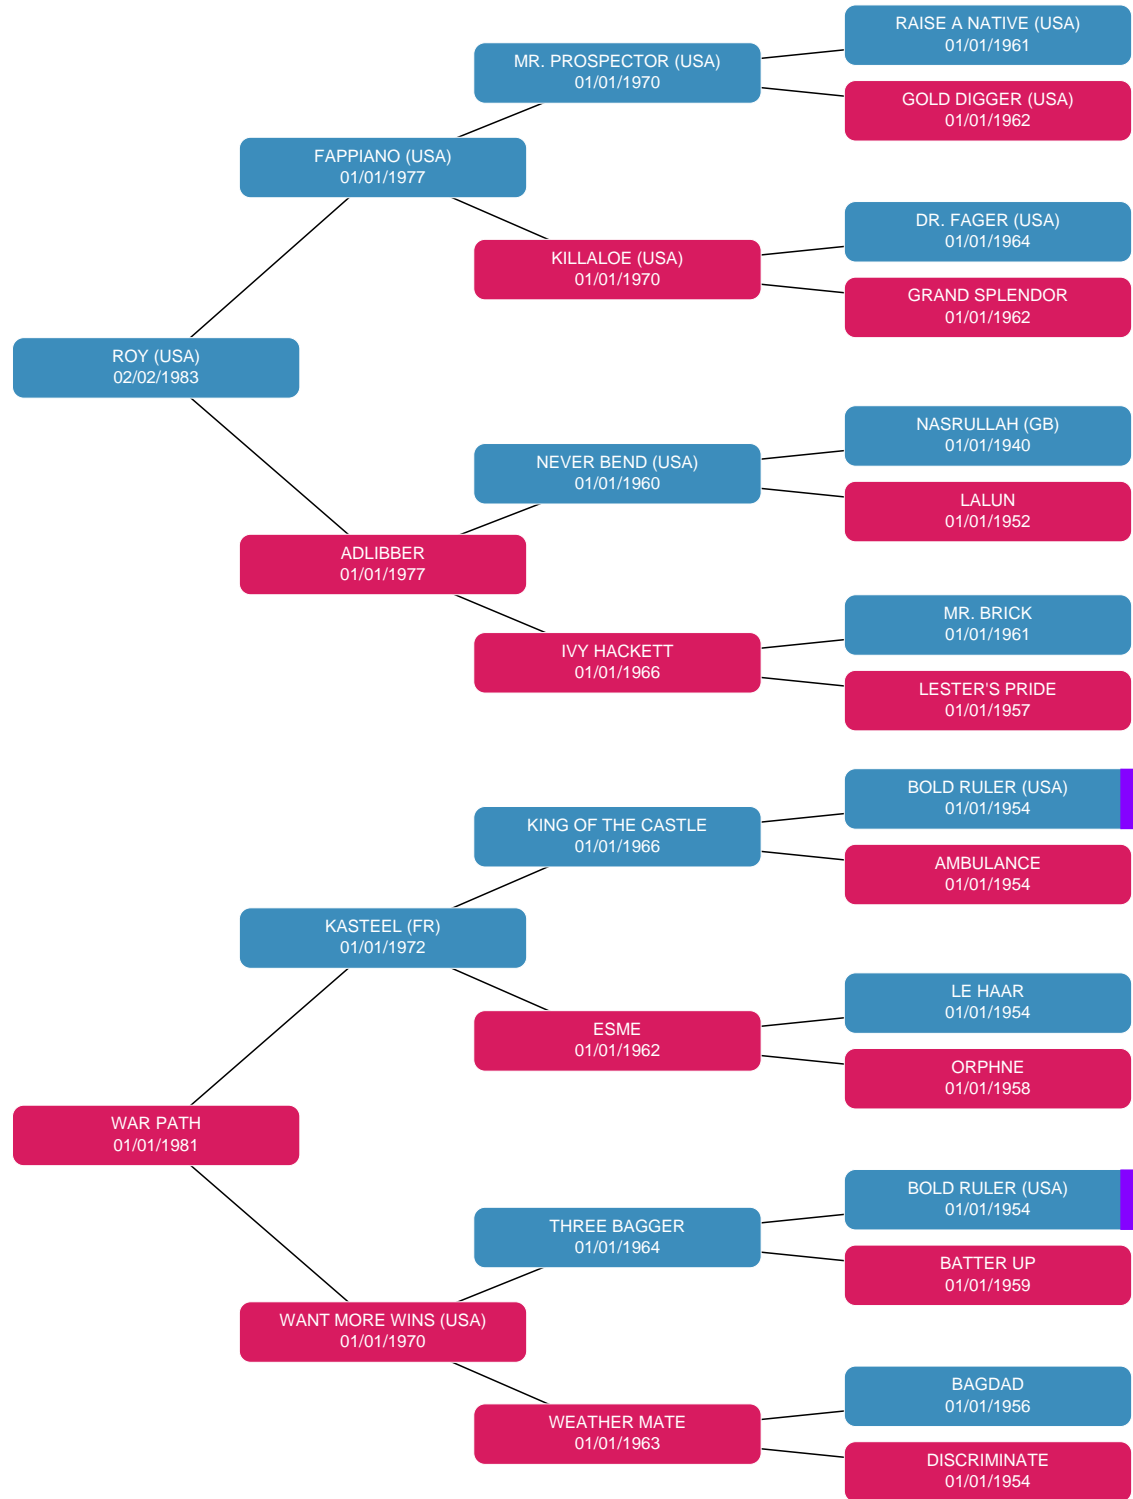 RAISE A NATIVE (USA)
01/01/1961
MR. PROSPECTOR (USA)
01/01/1970
GOLD DIGGER (USA)
01/01/1962
FAPPIANO (USA)
01/01/1977
DR. FAGER (USA)
01/01/1964
KILLALOE (USA)
01/01/1970
GRAND SPLENDOR
01/01/1962
ROY (USA)
02/02/1983
NASRULLAH (GB)
01/01/1940
NEVER BEND (USA)
01/01/1960
LALUN
01/01/1952
ADLIBBER
01/01/1977
MR. BRICK
01/01/1961
IVY HACKETT
01/01/1966
LESTER'S PRIDE
01/01/1957
BOLD RULER (USA)
01/01/1954
KING OF THE CASTLE
01/01/1966
AMBULANCE
01/01/1954
KASTEEL (FR)
01/01/1972
LE HAAR
01/01/1954
ESME
01/01/1962
ORPHNE
01/01/1958
WAR PATH
01/01/1981
BOLD RULER (USA)
01/01/1954
THREE BAGGER
01/01/1964
BATTER UP
01/01/1959
WANT MORE WINS (USA)
01/01/1970
BAGDAD
01/01/1956
WEATHER MATE
01/01/1963
DISCRIMINATE
01/01/1954